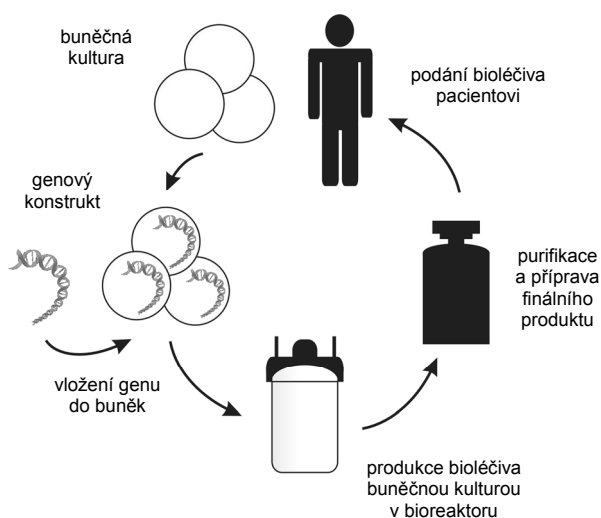 buněčná
kultura
podání bioléčiva
pacientovi
genový
konstrukt
purifikace
a příprava
finálního
produktu
vložení genu
do buněk
produkce bioléčiva
buněčnou kulturou
v bioreaktoru